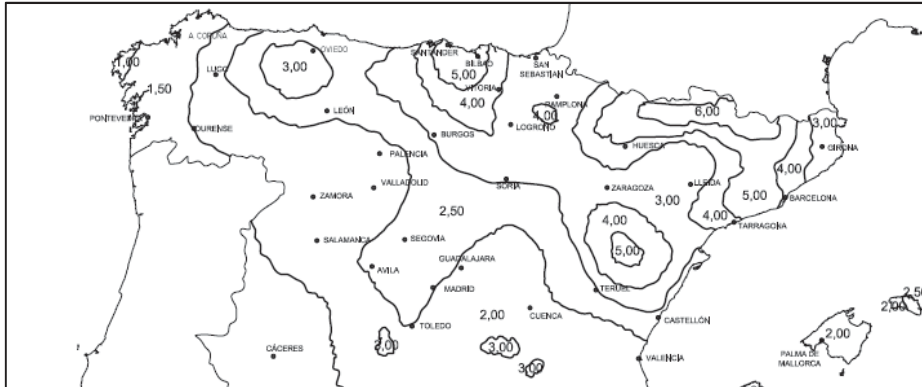 A CORUÑA
OVIEDO
SANTANDER
BILBAO
SAN
SEBASTIAN
1,00
LUGO
3,00
5,00
VITORIA
1,50
4,00
PAMPLONA
6,00
PONTEVEDRA
LEÓN
4,00
3,00
OURENSE
BURGOS
LOGROÑO
HUESCA
GIRONA
PALENCIA
4,00
SORIA
VALLADOLID
ZARAGOZA
LLEIDA
ZAMORA
3,00
5,00
BARCELONA
2,50
4,00
4,00
TARRAGONA
SALAMANCA
SEGOVIA
5,00
GUADALAJARA
AVILA
MADRID
TERUEL
2,50
2,00
2,00
CUENCA
CASTELLÓN
TOLEDO
2,00
3,00
3,00
CÁCERES
VALENCIA
PALMA DE
MALLORCA
3,00